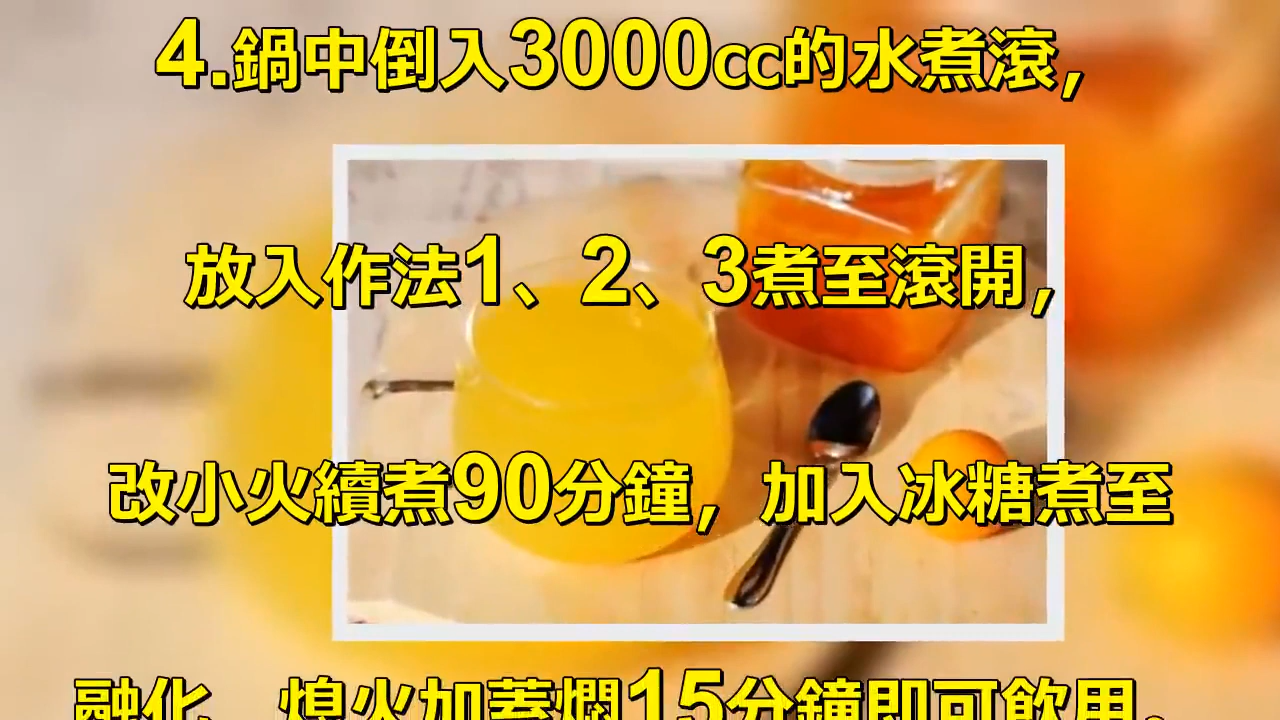 4.鍋中倒入3000cc的水煮滾，
放入作法1、2、3煮至滾開，
改小火續煮90分鐘，加入冰糖煮至
融化、熄火加蓋燜15分鐘即可飲用。